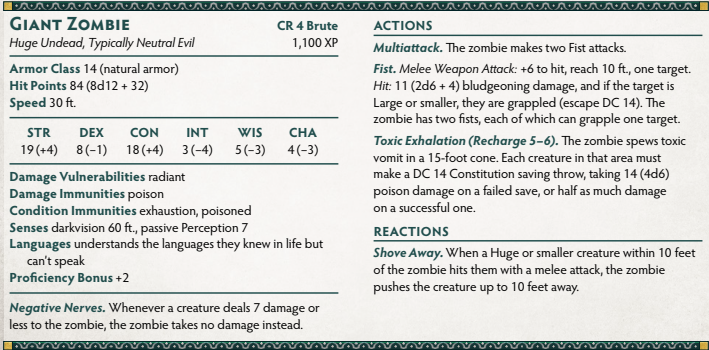 GIANT ZOMBIE
CR 4 Brute
Huge Undead, Typically Neutral Evil
1,100 XP
Armor Class 14 (natural armor)
Hit Points 84 (8d12 + 32)
Speed 30 ft.
STR DEX CON INT WIS CHA
19 (+4) 8 (−1) 18 (+4) 3 (−4) 5 (−3) 4 (−3)
Damage Vulnerabilities radiant
Damage Immunities poison
Condition Immunities exhaustion, poisoned
Senses darkvision 60 ft., passive Perception 7
Languages understands the languages they knew in life but
can't speak
Proficiency Bonus +2
Negative Nerves. Whenever a creature deals 7 damage or
less to the zombie, the zombie takes no damage instead.
ACTIONS
Multiattack. The zombie makes two Fist attacks.
Fist. Melee Weapon Attack: +6 to hit, reach 10 ft., one target.
Hit: 11 (2d6 + 4) bludgeoning damage, and if the target is
Large or smaller, they are grappled (escape DC 14). The
zombie has two fists, each of which can grapple one target.
Toxic Exhalation (Recharge 5–6). The zombie spews toxic
vomit in a 15-foot cone. Each creature in that area must
make a DC 14 Constitution saving throw, taking 14 (4d6)
poison damage on a failed save, or half as much damage
on a successful one.
REACTIONS
Shove Away. When a Huge or smaller creature within 10 feet
of the zombie hits them with a melee attack, the zombie
pushes the creature up to 10 feet away.